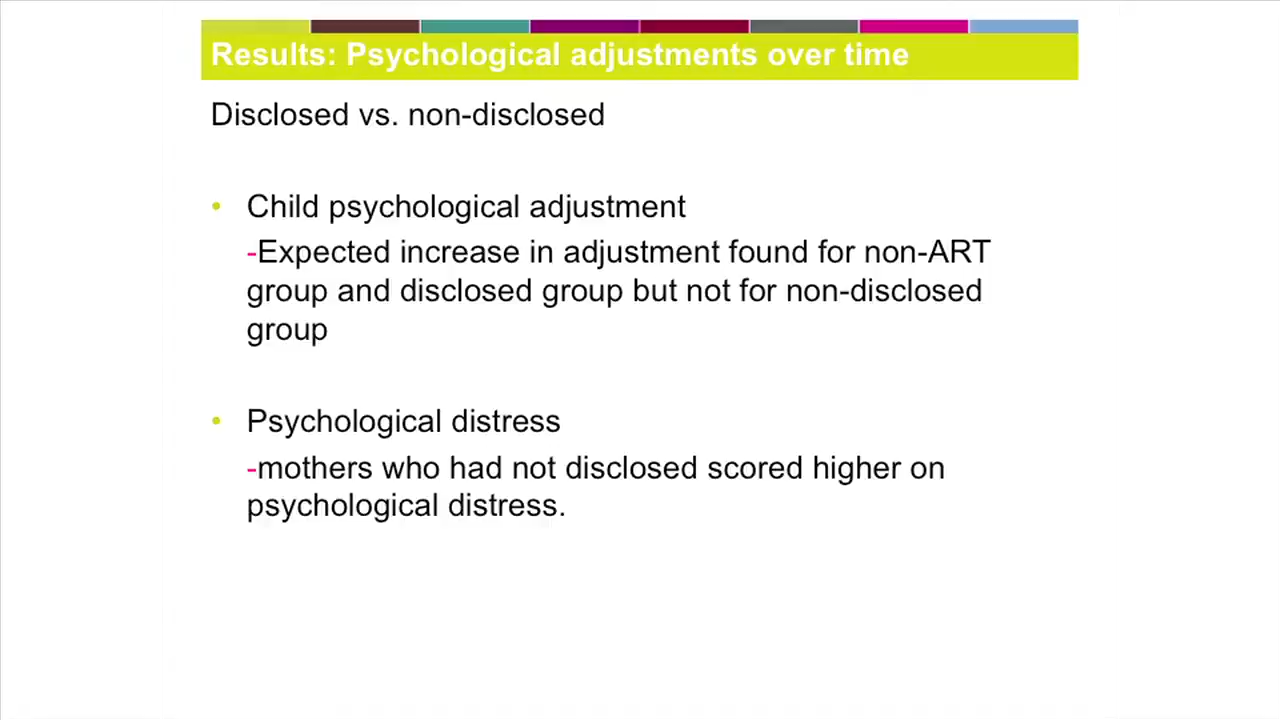 Results: Psychological adjustments over time
Disclosed vs. non-disclosed
• Child psychological adjustment
-Expected increase in adjustment found for non-ART
group and disclosed group but not for non-disclosed
group
• Psychological distress
-mothers who had not disclosed scored higher on
psychological distress.